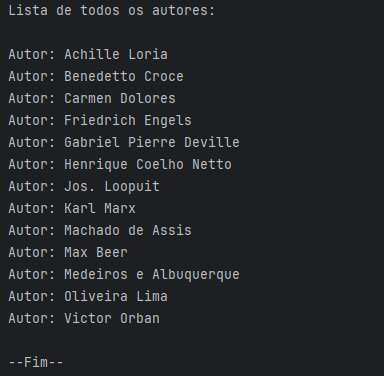 Lista de todos os autores:
Autor: Achille Loria
Autor: Benedetto Croce
Autor: Carmen Dolores
Autor: Friedrich Engels
Autor: Gabriel Pierre Deville
Autor: Henrique Coelho Netto
Autor: Jos. Loopuit
Autor: Karl Marx
Autor: Machado de Assis
Autor: Max Beer
Autor: Medeiros e Albuquerque
Autor: Oliveira Lima
Autor: Victor Orban
--Fim--